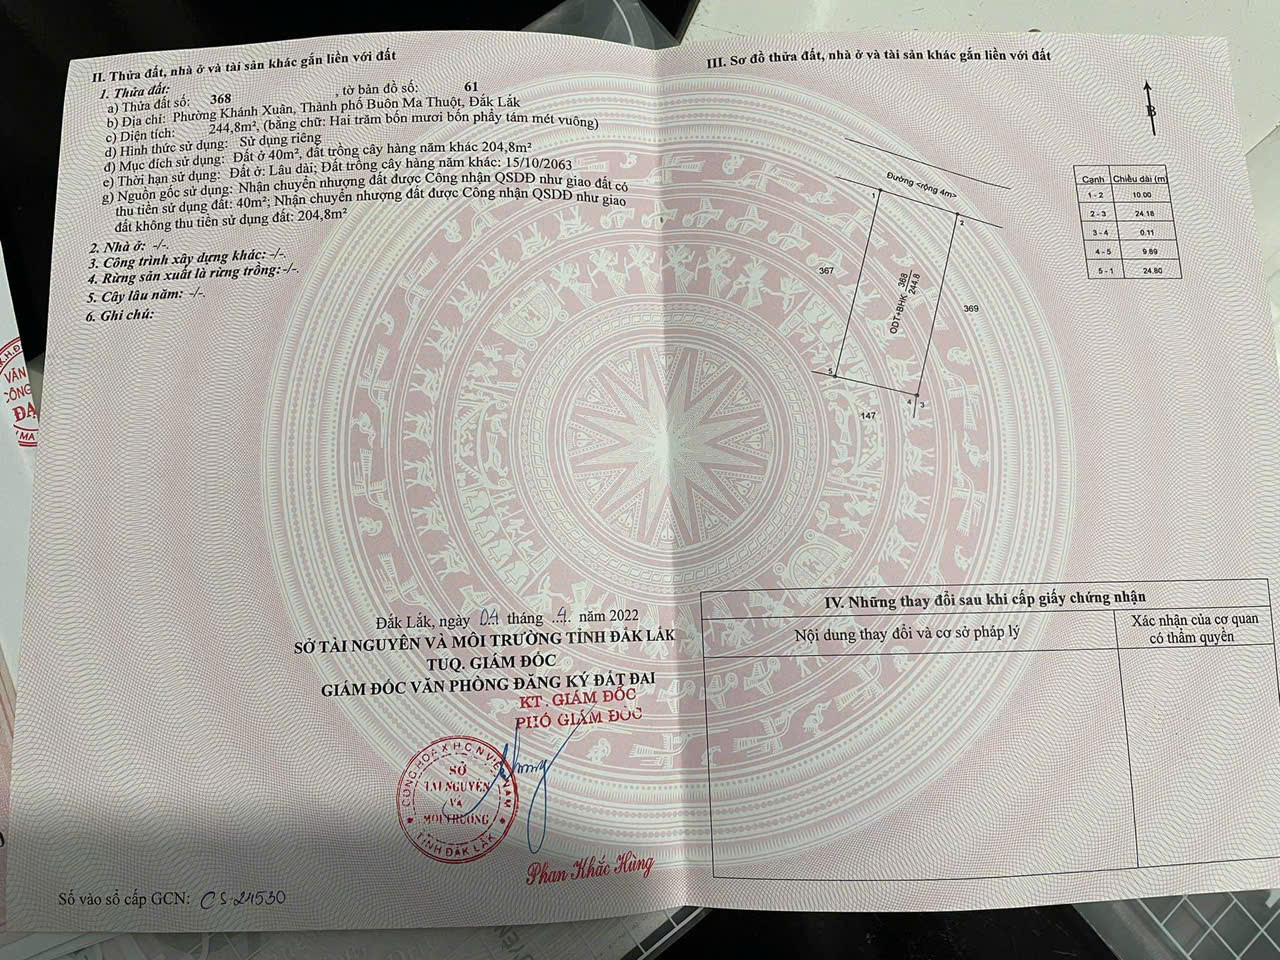 II. Thửa đất, nhà ở và tài sản khác gắn liền với đất
1. Thửa đất:
a) Thửa đất số: 368 , tờ bản đồ số: 61
b) Địa chỉ: Phường Khánh Xuân, Thành phố Buôn Ma Thuột, Đắk Lắk
c) Diện tích: 244,8m², (bằng chữ: Hai trăm bốn mươi bốn phẩy tám mét vuông)
d) Hình thức sử dụng: Sử dụng riêng
đ) Mục đích sử dụng: Đất ở 40m², đất trồng cây hàng năm khác 204,8m²
e) Thời hạn sử dụng: Đất ở: Lâu dài; Đất trồng cây hàng năm khác: 15/10/2063
g) Nguồn gốc sử dụng: Nhận chuyển nhượng đất được Công nhận QSDĐ như giao đất có
thu tiền sử dụng đất: 40m²; Nhận chuyển nhượng đất được Công nhận QSDĐ như giao
đất không thu tiền sử dụng đất: 204,8m²
2. Nhà ở: -/-.
3. Công trình xây dựng khác: -/-.
4. Rừng sản xuất là rừng trồng: -/-.
5. Cây lâu năm: -/-.
6. Ghi chú:
Đắk Lắk, ngày 04 tháng 4 năm 2022
SỞ TÀI NGUYÊN VÀ MÔI TRƯỜNG TỈNH ĐẮK LẮK
TUQ. GIÁM ĐỐC
GIÁM ĐỐC VĂN PHÒNG ĐĂNG KÝ ĐẤT ĐAI
KT. GIÁM ĐỐC
PHÓ GIÁM ĐỐC
CỘNG HOÀ X.H.C.N VIỆT NAM
SỞ
TÀI NGUYÊN
VÀ
MÔI TRƯỜNG
TỈNH ĐẮK LẮK
Phan Khắc Hùng
Số vào sổ cấp GCN: CS 24530
III. Sơ đồ thửa đất, nhà ở và tài sản khác gắn liền với đất
B
Đường <rộng 4m>
1
2
367
ODT+BHK 368
244.8
369
5
4
3
147
Cạnh Chiều dài (m)
1 - 2 10.00
2 - 3 24.18
3 - 4 0.11
4 - 5 9.89
5 - 1 24.80
IV. Những thay đổi sau khi cấp giấy chứng nhận
Nội dung thay đổi và cơ sở pháp lý
Xác nhận của cơ quan
có thẩm quyền